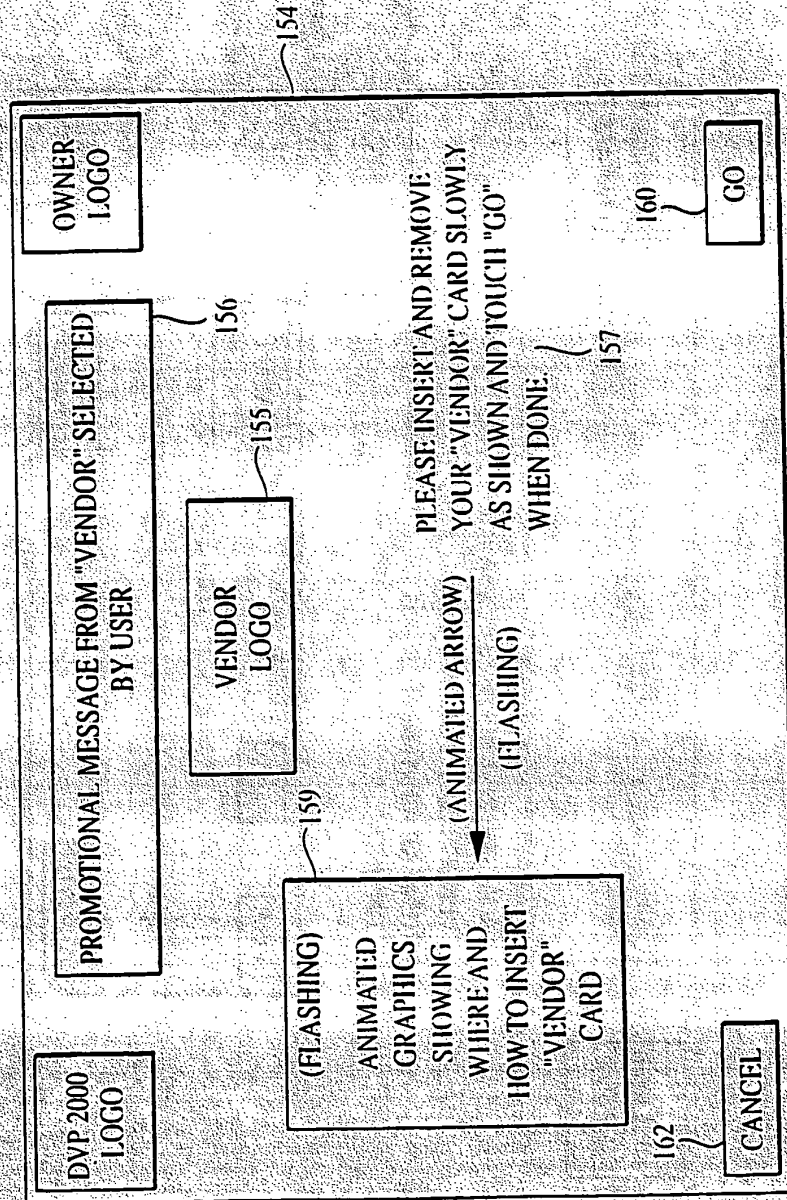 154
DVP 2000
LOGO
PROMOTIONAL MESSAGE FROM "VENDOR" SELECTED
BY USER
156
OWNER
LOGO
VENDOR
LOGO
155
159
(FLASHING)
ANIMATED
GRAPHICS
SHOWING
WHERE AND
HOW TO INSERT
"VENDOR"
CARD
(ANIMATED ARROW)
(FLASHING)
PLEASE INSERT AND REMOVE
YOUR "VENDOR" CARD SLOWLY
AS SHOWN AND TOUCH "GO"
WHEN DONE.
157
162
CANCEL
160
GO